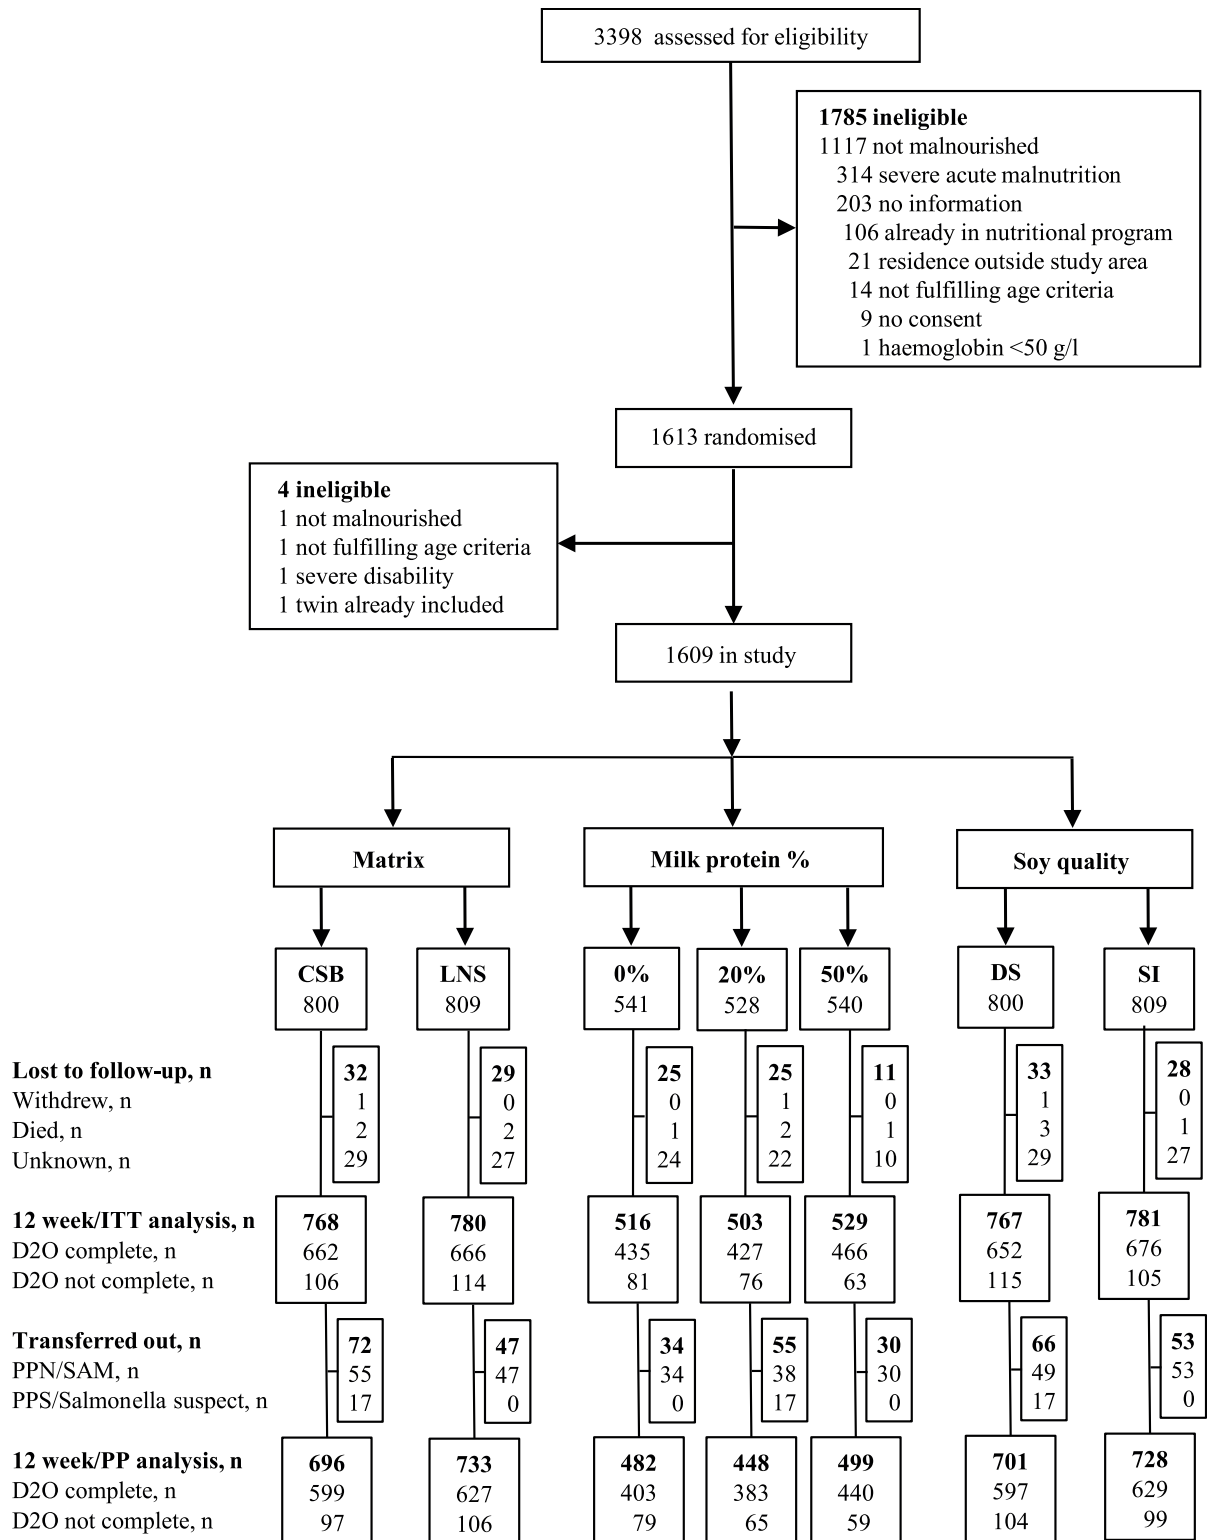 3398 assessed for eligibility
1785 ineligible
1117 not malnourished
314 severe acute malnutrition
203 no information
106 already in nutritional program
21 residence outside study area
14 not fulfilling age criteria
9 no consent
1 haemoglobin <50 g/l
1613 randomised
4 ineligible
1 not malnourished
1 not fulfilling age criteria
1 severe disability
1 twin already included
1609 in study
Matrix Milk protein % Soy quality
CSB LNS 0% 20% 50% DS SI
800 809 541 528 540 800 809
Lost to follow-up, n 32 29 25 25 11 33 28
Withdrew, n 1 0 0 1 0 1 0
Died, n 2 2 1 2 1 3 1
Unknown, n 29 27 24 22 10 29 27
12 week/ITT analysis, n 768 780 516 503 529 767 781
D2O complete, n 662 666 435 427 466 652 676
D2O not complete, n 106 114 81 76 63 115 105
Transferred out, n 72 47 34 55 30 66 53
PPN/SAM, n 55 47 34 38 30 49 53
PPS/Salmonella suspect, n 17 0 0 17 0 17 0
12 week/PP analysis, n 696 733 482 448 499 701 728
D2O complete, n 599 627 403 383 440 597 629
D2O not complete, n 97 106 79 65 59 104 99